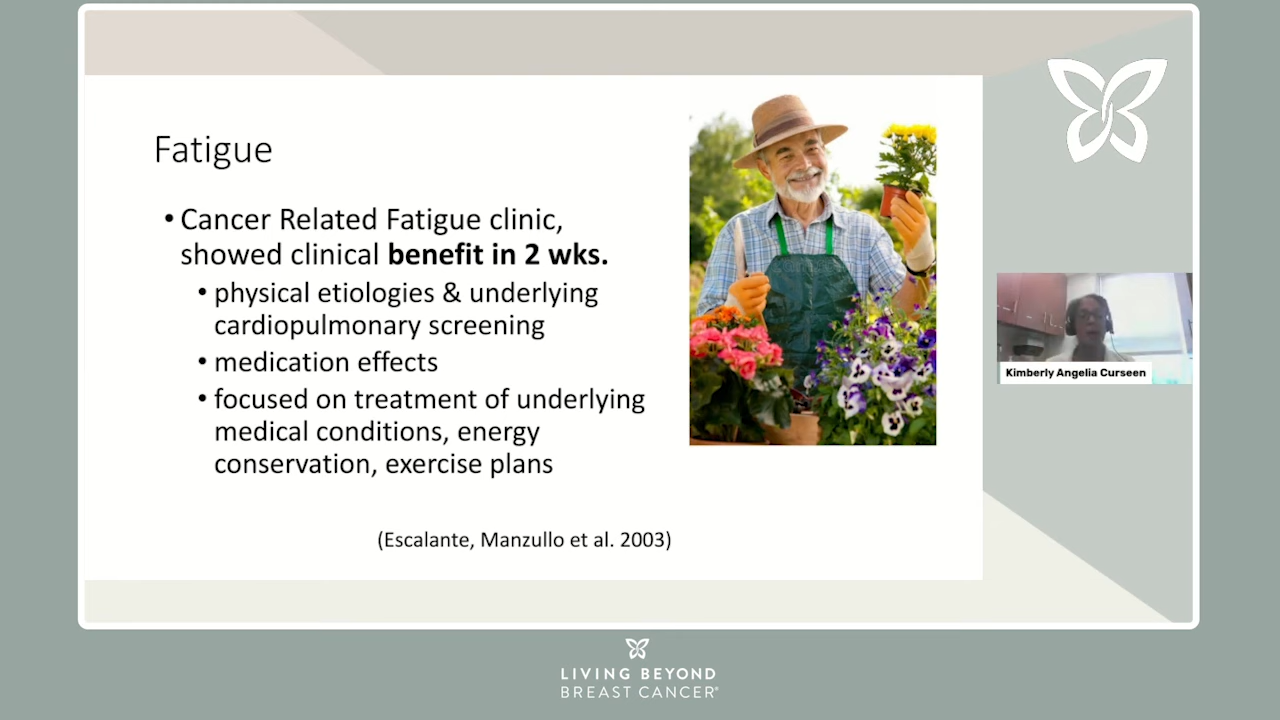 Fatigue
• Cancer Related Fatigue clinic,
showed clinical benefit in 2 wks.
• physical etiologies & underlying
cardiopulmonary screening
• medication effects
• focused on treatment of underlying
medical conditions, energy
conservation, exercise plans
(Escalante, Manzullo et al. 2003)
Kimberly Angelia Curseen
LIVING BEYOND
BREAST CANCER®